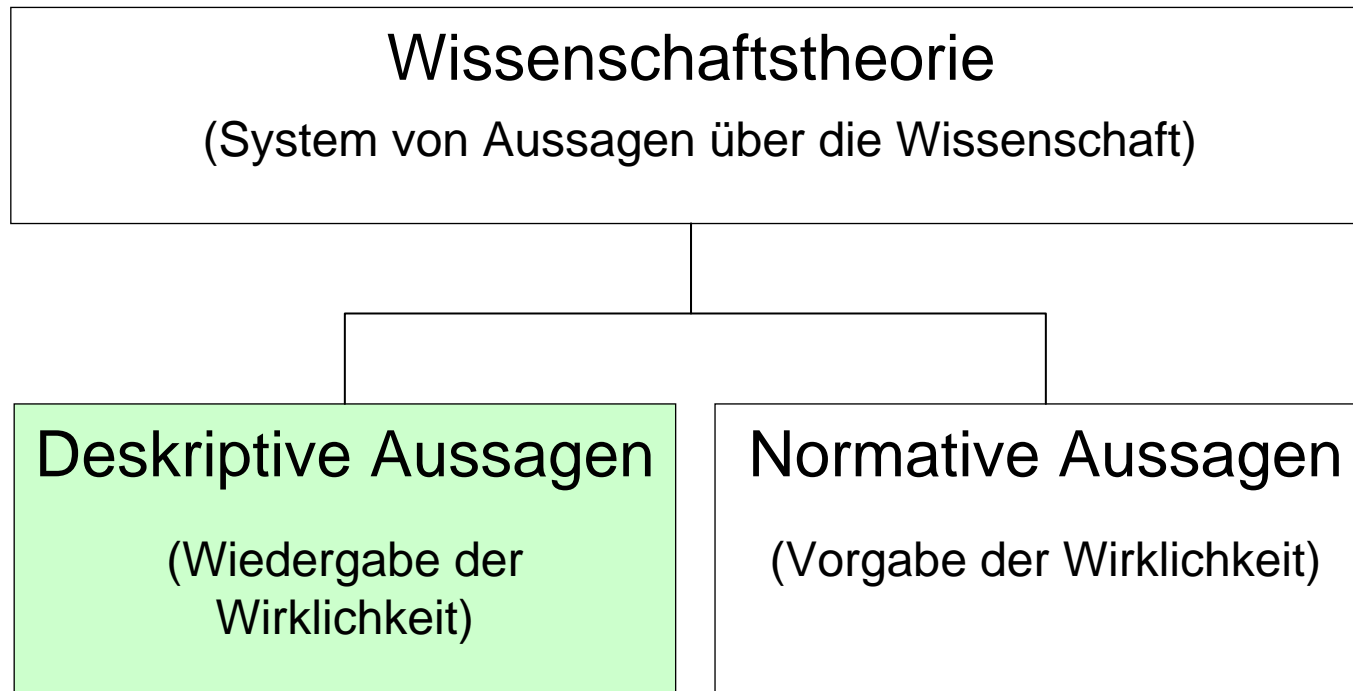 Wissenschaftstheorie
(System von Aussagen über die Wissenschaft)
Deskriptive Aussagen
(Wiedergabe der
Wirklichkeit)
Normative Aussagen
(Vorgabe der Wirklichkeit)